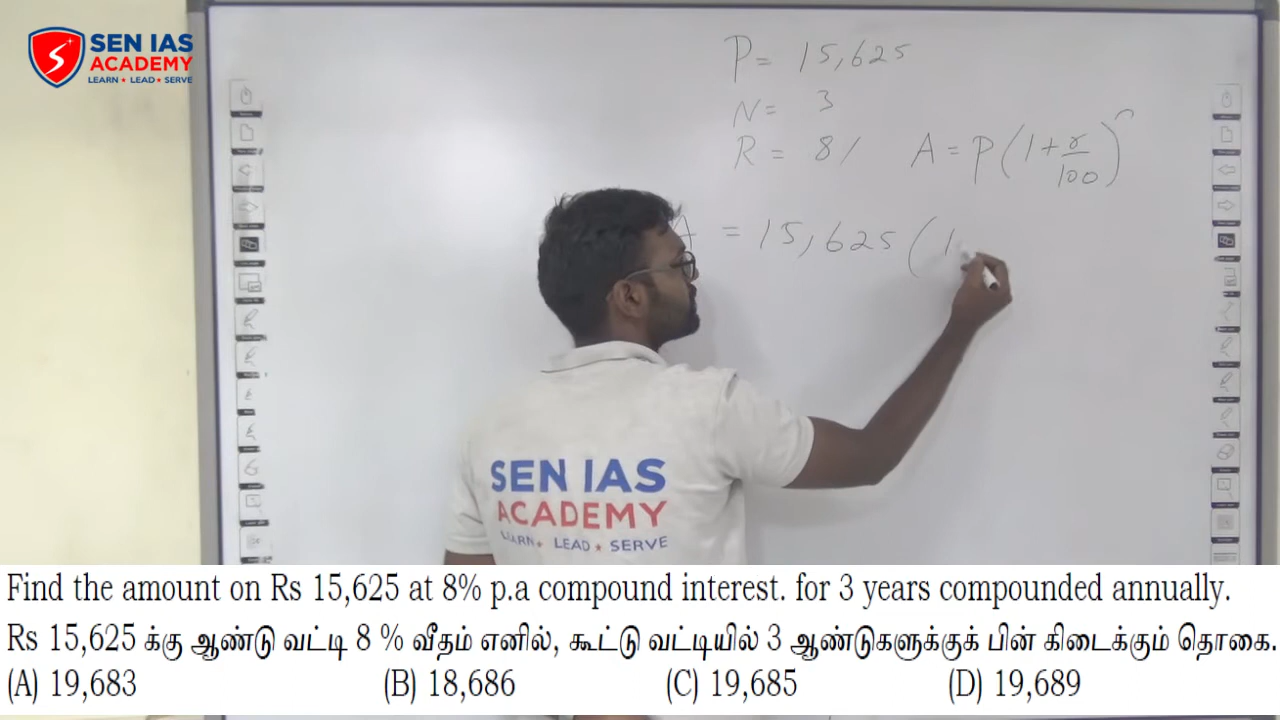 SEN IAS
ACADEMY
LEARN ★ LEAD ★ SERVE
P = 15,625
N = 3
R = 8/ A = P(1+r/100)^n
A = 15,625 (1
SEN IAS
ACADEMY
LEARN ★ LEAD ★ SERVE
Find the amount on Rs 15,625 at 8% p.a compound interest. for 3 years compounded annually.
Rs 15,625 க்கு ஆண்டு வட்டி 8 % வீதம் எனில், கூட்டு வட்டியில் 3 ஆண்டுகளுக்குக் பின் கிடைக்கும் தொகை.
(A) 19,683 (B) 18,686 (C) 19,685 (D) 19,689